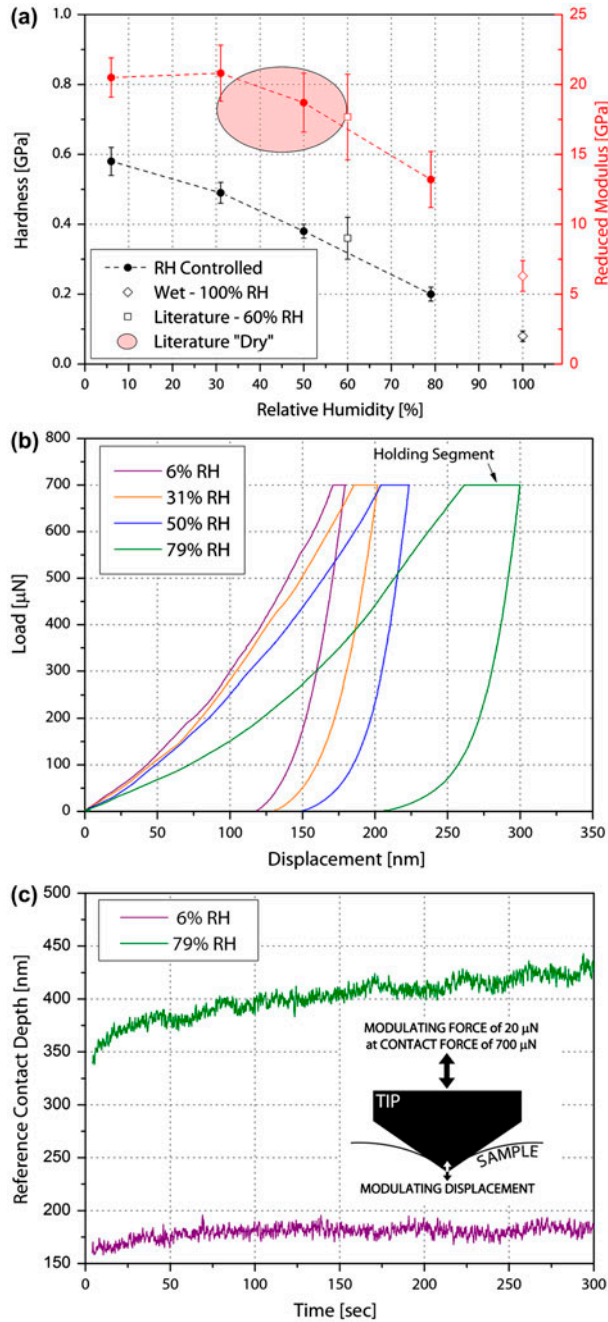 (a)
1.0
0.8
0.6
0.4
0.2
0.0
Hardness [GPa]
25
20
15
10
5
0
Reduced Modulus [GPa]
RH Controlled
Wet - 100% RH
Literature - 60% RH
Literature "Dry"
0 10 20 30 40 50 60 70 80 90 100
Relative Humidity [%]
(b)
800
700
600
500
400
300
200
100
0
Load [μN]
6% RH
31% RH
50% RH
79% RH
Holding Segment
0 50 100 150 200 250 300 350
Displacement [nm]
(c)
500
450
400
350
300
250
200
150
Reference Contact Depth [nm]
6% RH
79% RH
MODULATING FORCE of 20 μN
at CONTACT FORCE of 700 μN
TIP
SAMPLE
MODULATING DISPLACEMENT
0 50 100 150 200 250 300
Time [sec]